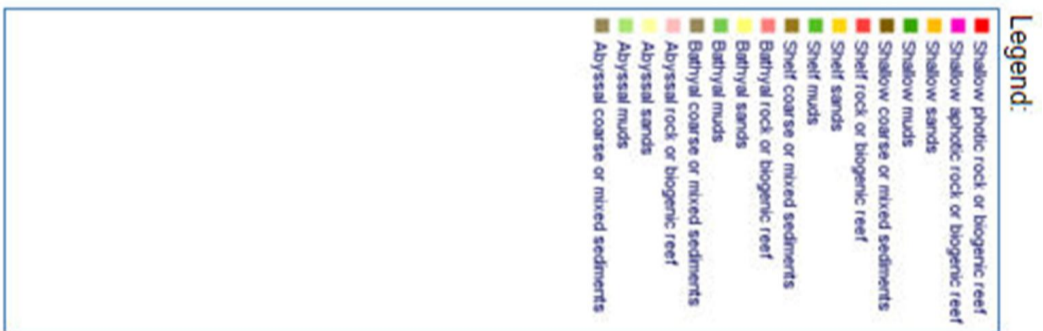 Legend:
Shallow photic rock or biogenic reef
Shallow aphotic rock or biogenic reef
Shallow sands
Shallow muds
Shallow coarse or mixed sediments
Shelf rock or biogenic reef
Shelf sands
Shelf muds
Shelf coarse or mixed sediments
Bathyal rock or biogenic reef
Bathyal sands
Bathyal muds
Bathyal coarse or mixed sediments
Abyssal rock or biogenic reef
Abyssal sands
Abyssal muds
Abyssal coarse or mixed sediments